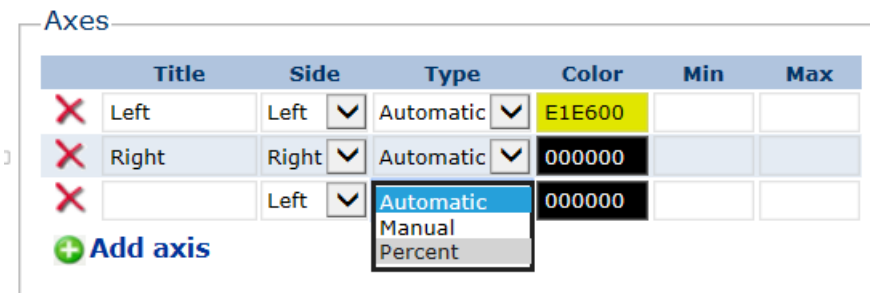 Axes
Title Side Type Color Min Max
Left Left Automatic E1E600
Right Right Automatic 000000
Left Automatic 000000
Manual
Percent
Add axis